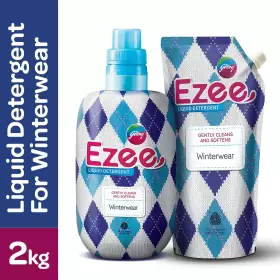 Liquid Detergent
For Winterwear
2kg
Godrej
Ezee
LIQUID DETERGENT
GENTLY CLEANS
AND SOFTENS
Winterwear
Godrej
Ezee
LIQUID DETERGENT
GENTLY CLEANS
AND SOFTENS
Winterwear